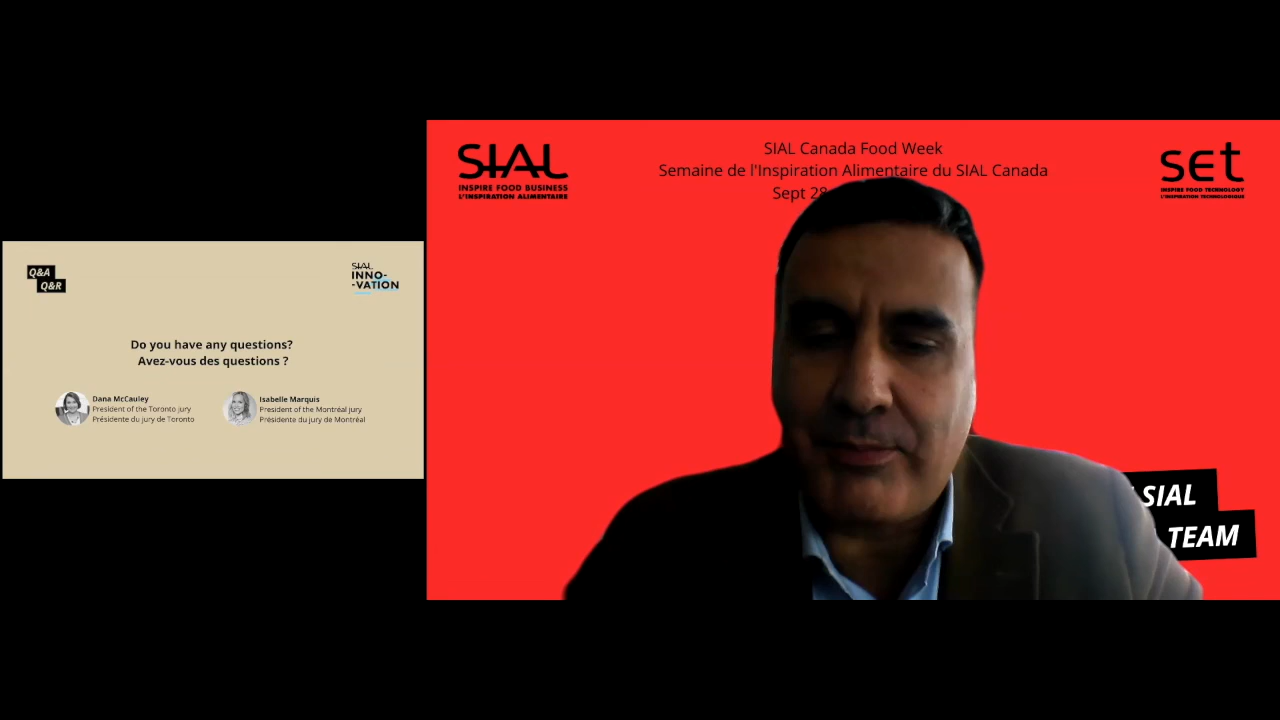 Q&A
Q&R
SIAL
INNO-
-VATION
Do you have any questions?
Avez-vous des questions ?
Dana McCauley
President of the Toronto jury
Présidente du jury de Toronto
Isabelle Marquis
President of the Montréal jury
Présidente du jury de Montréal
SIAL
INSPIRE FOOD BUSINESS
L'INSPIRATION ALIMENTAIRE
SIAL Canada Food Week
Semaine de l'Inspiration Alimentaire du SIAL Canada
Sept 28
set
INSPIRE FOOD TECHNOLOGY
L'INSPIRATION TECHNOLOGIQUE
SIAL
TEAM